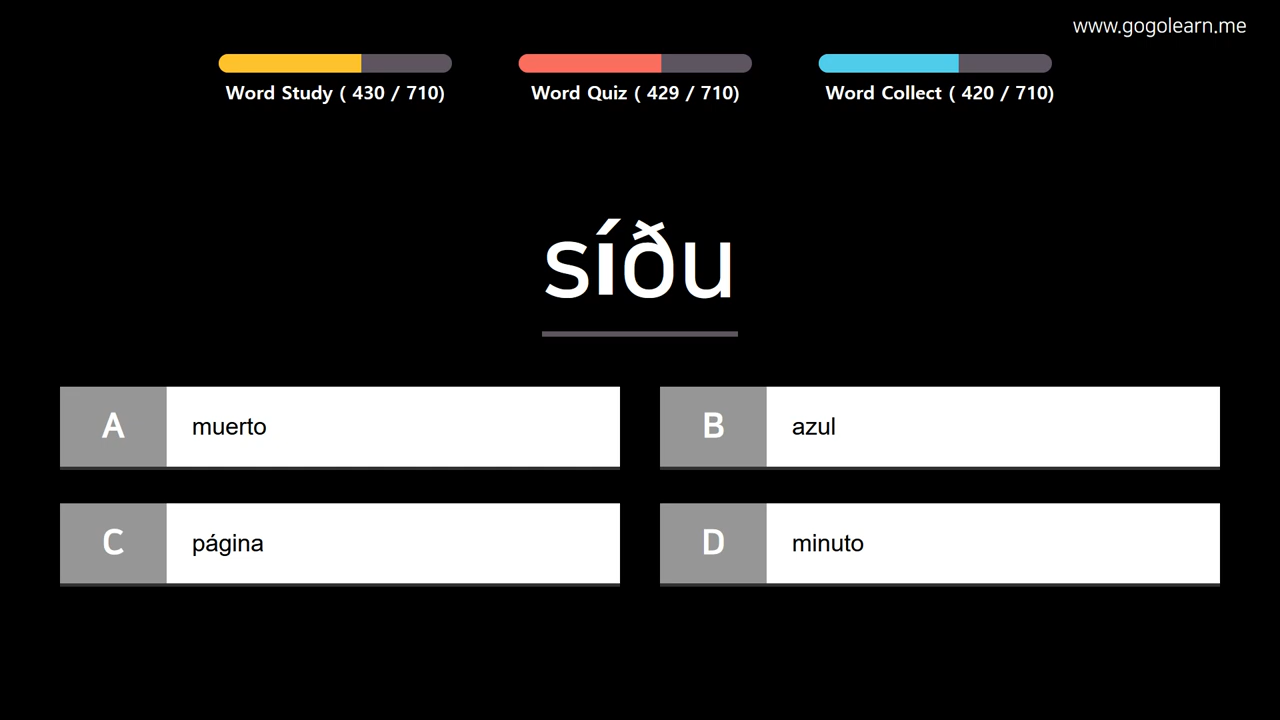 www.gogolearn.me
Word Study ( 430 / 710)
Word Quiz ( 429 / 710)
Word Collect ( 420 / 710)
síðu
A muerto
B azul
C página
D minuto